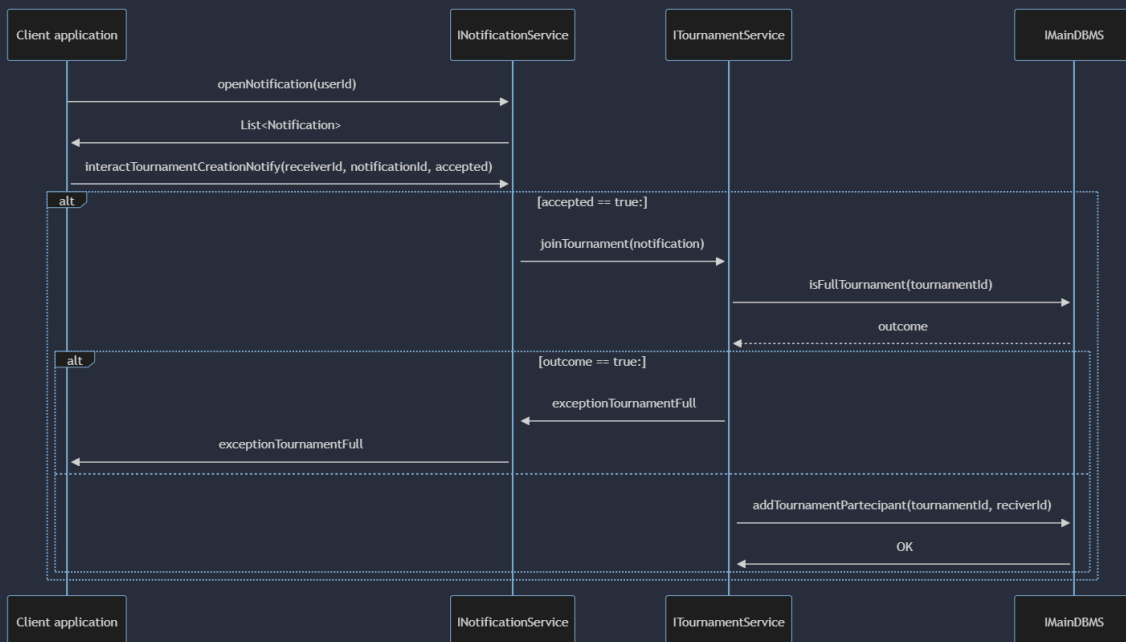 Client application
INotificationService
ITournamentService
IMainDBMS
openNotification(userId)
List<Notification>
interactTournamentCreationNotify(receiverId, notificationId, accepted)
alt
[accepted == true:]
joinTournament(notification)
isFullTournament(tournamentId)
outcome
alt
[outcome == true:]
exceptionTournamentFull
exceptionTournamentFull
addTournamentPartecipant(tournamentId, reciverId)
OK
Client application
INotificationService
ITournamentService
IMainDBMS